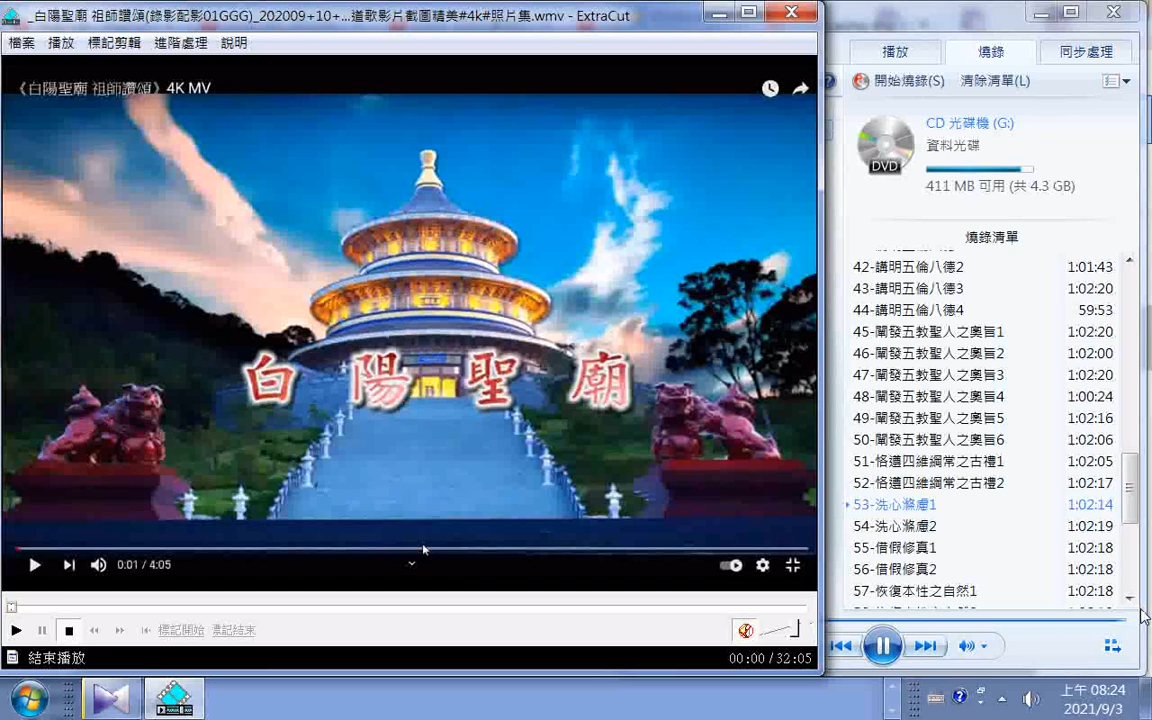 _白陽聖廟 祖師讚頌(錄影配影01GGG)_202009+10+...道歌影片截圖精美#4k#照片集.wmv - ExtraCut
檔案 播放 標記剪輯 進階處理 說明
《白陽聖廟 祖師讚頌》4K MV
白陽聖廟
0:01 / 4:05
標記開始 標記結束
結束播放
00:00 / 32:05
播放 燒錄 同步處理
開始燒錄(S) 清除清單(L)
CD 光碟機 (G:)
資料光碟
DVD
411 MB 可用 (共 4.3 GB)
燒錄清單
42-講明五倫八德2 1:01:43
43-講明五倫八德3 1:02:20
44-講明五倫八德4 59:53
45-闡發五教聖人之奧旨1 1:02:20
46-闡發五教聖人之奧旨2 1:02:00
47-闡發五教聖人之奧旨3 1:02:20
48-闡發五教聖人之奧旨4 1:00:24
49-闡發五教聖人之奧旨5 1:02:16
50-闡發五教聖人之奧旨6 1:02:06
51-恪遵四維綱常之古禮1 1:02:05
52-恪遵四維綱常之古禮2 1:02:17
53-洗心滌慮1 1:02:14
54-洗心滌慮2 1:02:19
55-借假修真1 1:02:18
56-借假修真2 1:02:18
57-恢復本性之自然1 1:02:18
上午 08:24
2021/9/3